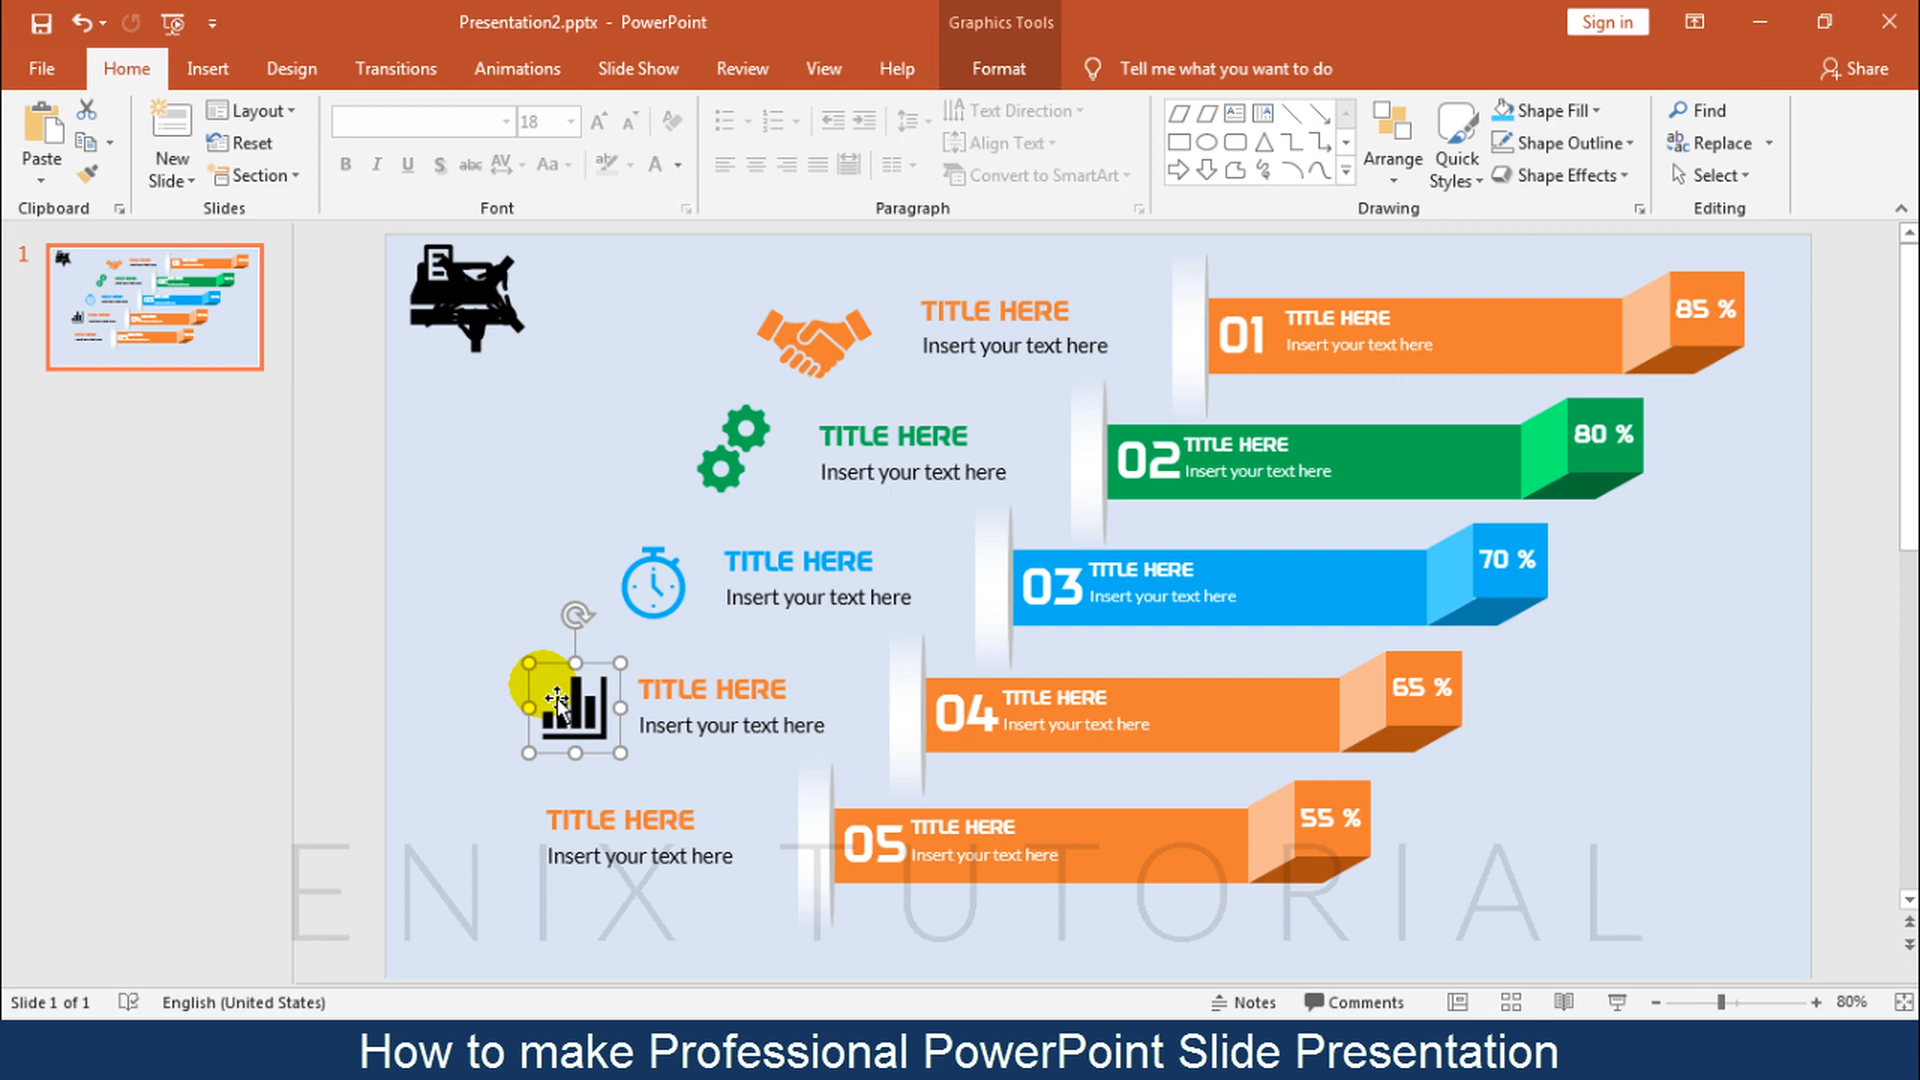 Presentation2.pptx - PowerPoint
Graphics Tools
Sign in
File Home Insert Design Transitions Animations Slide Show Review View Help Format Tell me what you want to do Share
Paste
Clipboard
New Slide
Layout
Reset
Section
Slides
18
B I U S abc AV Aa A
Font
Text Direction
Align Text
Convert to SmartArt
Paragraph
Arrange
Quick Styles
Shape Fill
Shape Outline
Shape Effects
Drawing
Find
Replace
Select
Editing
1
TITLE HERE
Insert your text here
01
TITLE HERE
Insert your text here
85 %
TITLE HERE
Insert your text here
02
TITLE HERE
Insert your text here
80 %
TITLE HERE
Insert your text here
03
TITLE HERE
Insert your text here
70 %
TITLE HERE
Insert your text here
04
TITLE HERE
Insert your text here
65 %
TITLE HERE
Insert your text here
05
TITLE HERE
Insert your text here
55 %
ENIX TUTORIAL
Slide 1 of 1 English (United States) Notes Comments 80%
How to make Professional PowerPoint Slide Presentation